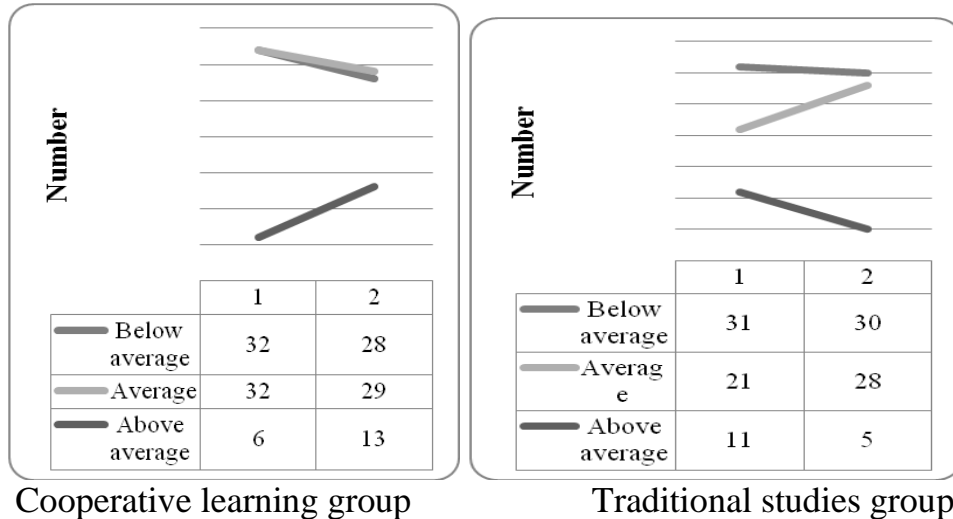 Number
1 2
Below
average 32 28
Average 32 29
Above
average 6 13
Cooperative learning group
Number
1 2
Below
average 31 30
Averag
e 21 28
Above
average 11 5
Traditional studies group